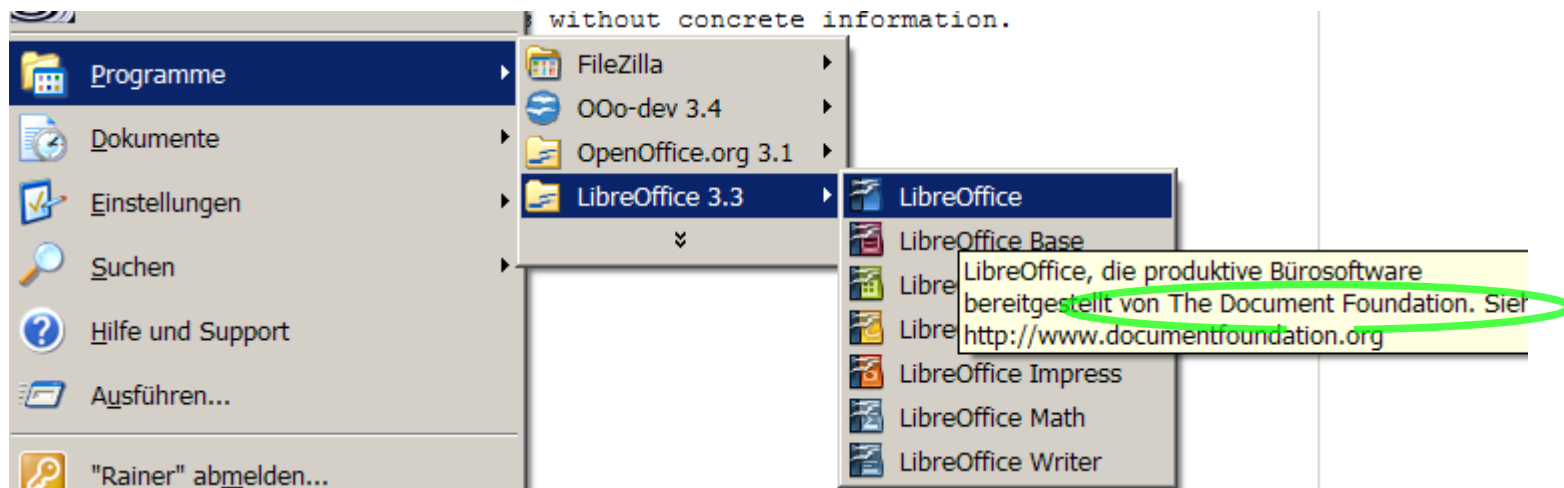 without concrete information.
Programme
Dokumente
Einstellungen
Suchen
Hilfe und Support
Ausführen...
"Rainer" abmelden...
FileZilla
OOo-dev 3.4
OpenOffice.org 3.1
LibreOffice 3.3
LibreOffice
LibreOffice Base
Libre
Libre
LibreOffice Impress
LibreOffice Math
LibreOffice Writer
LibreOffice, die produktive Bürosoftware
bereitgestellt von The Document Foundation. Sieh
http://www.documentfoundation.org